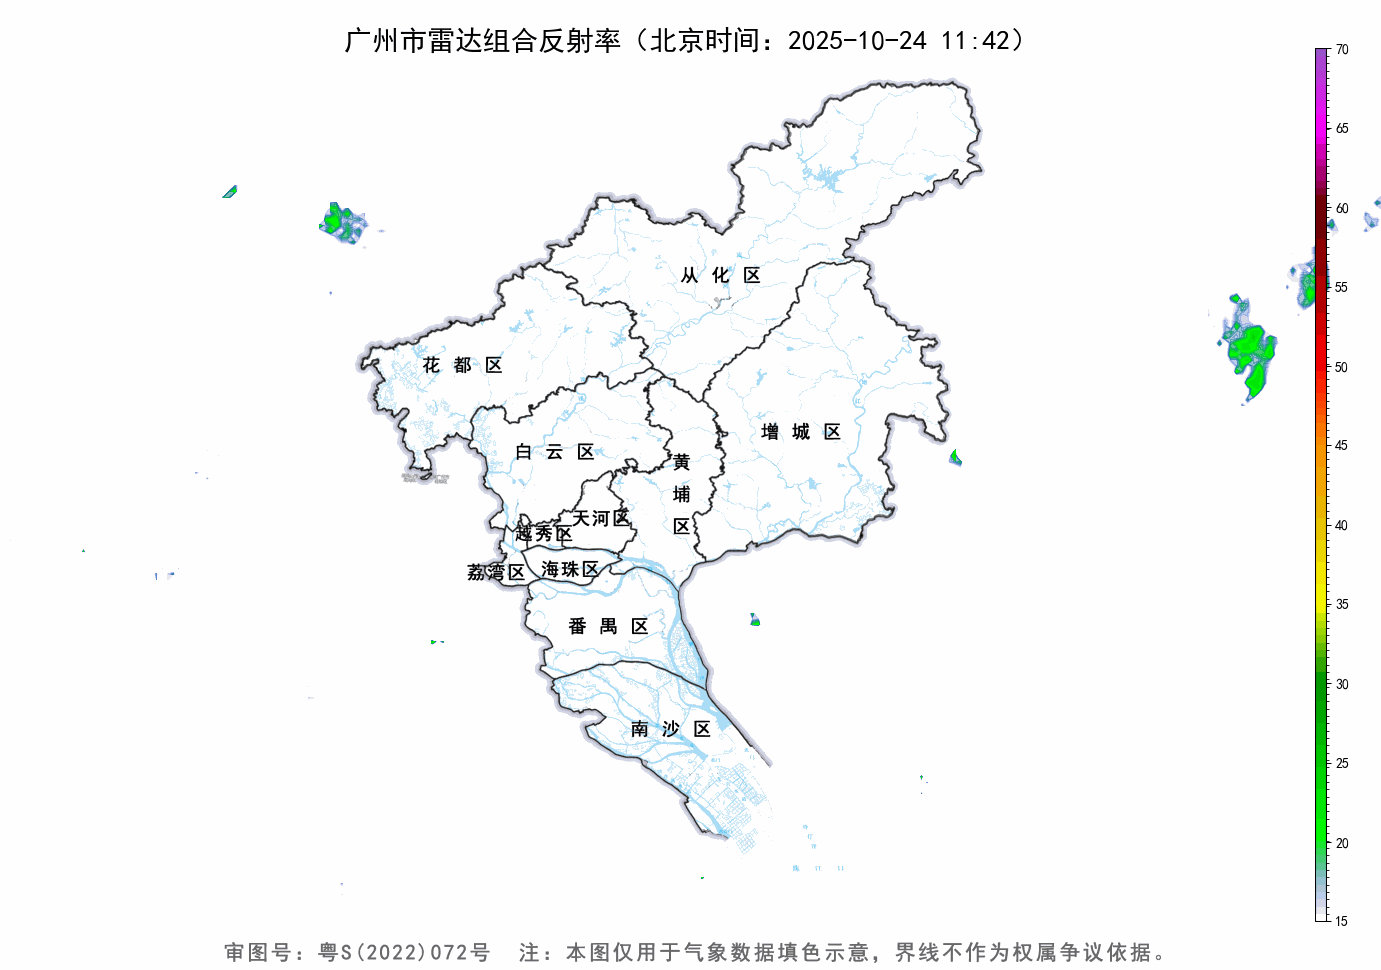 广州市雷达组合反射率（北京时间：2025-10-24 11:42）
70
65
60
55
50
45
40
35
30
25
20
15
从化区
花都区
增城区
白云区
黄埔区
天河区
越秀区
荔湾区
海珠区
番禺区
南沙区
审图号：粤S(2022)072号 注：本图仅用于气象数据填色示意，界线不作为权属争议依据。